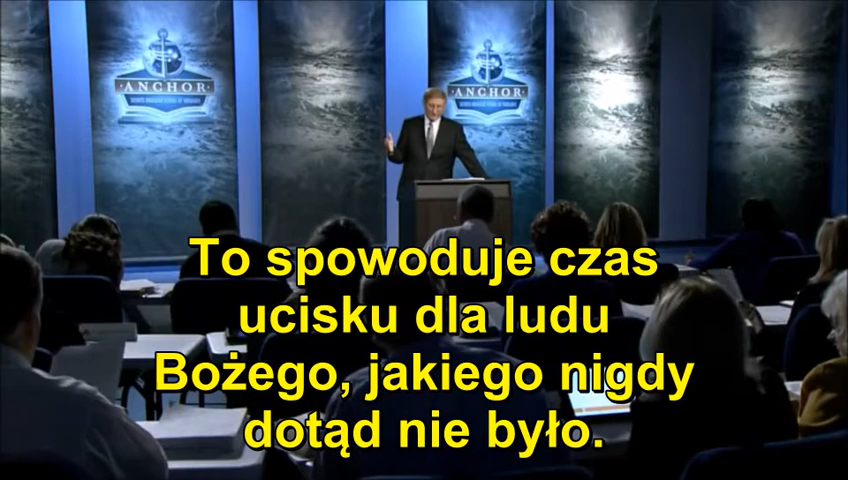 ANCHOR
ANCHOR
To spowoduje czas
ucisku dla ludu
Bożego, jakiego nigdy
dotąd nie było.